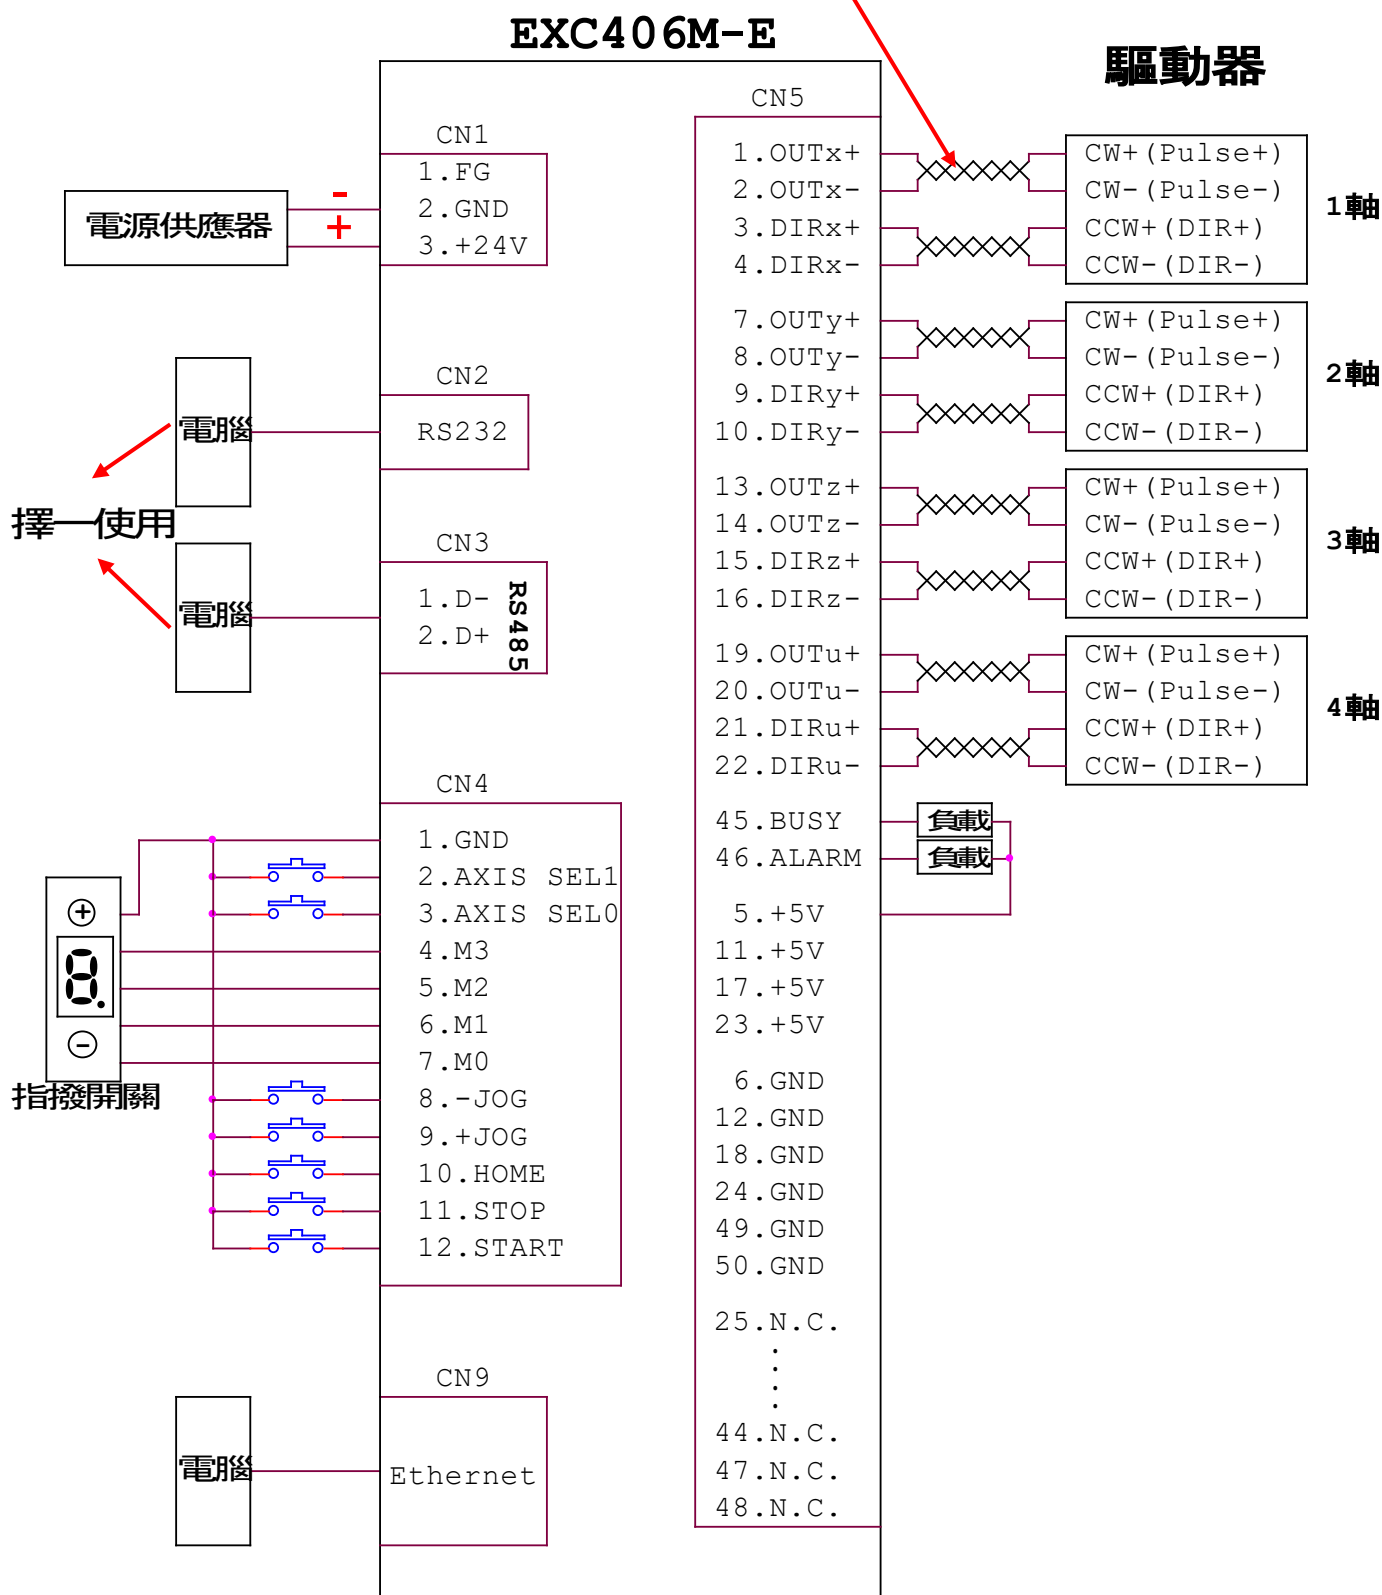 EXC406M-E
驅動器
CN1
1.FG
2.GND
3.+24V
電源供應器
-
+
CN2
RS232
電腦
擇一使用
CN3
1.D-
2.D+
RS485
電腦
CN4
1.GND
2.AXIS SEL1
3.AXIS SEL0
4.M3
5.M2
6.M1
7.M0
8.-JOG
9.+JOG
10.HOME
11.STOP
12.START
+
8.
-
指撥開關
CN9
Ethernet
電腦
CN5
1.OUTx+
2.OUTx-
3.DIRx+
4.DIRx-
7.OUTy+
8.OUTy-
9.DIRy+
10.DIRy-
13.OUTz+
14.OUTz-
15.DIRz+
16.DIRz-
19.OUTu+
20.OUTu-
21.DIRu+
22.DIRu-
45.BUSY
46.ALARM
5.+5V
11.+5V
17.+5V
23.+5V
6.GND
12.GND
18.GND
24.GND
49.GND
50.GND
25.N.C.
.
.
.
.
44.N.C.
47.N.C.
48.N.C.
負載
負載
CW+(Pulse+)
CW-(Pulse-)
CCW+(DIR+)
CCW-(DIR-)
1軸
CW+(Pulse+)
CW-(Pulse-)
CCW+(DIR+)
CCW-(DIR-)
2軸
CW+(Pulse+)
CW-(Pulse-)
CCW+(DIR+)
CCW-(DIR-)
3軸
CW+(Pulse+)
CW-(Pulse-)
CCW+(DIR+)
CCW-(DIR-)
4軸